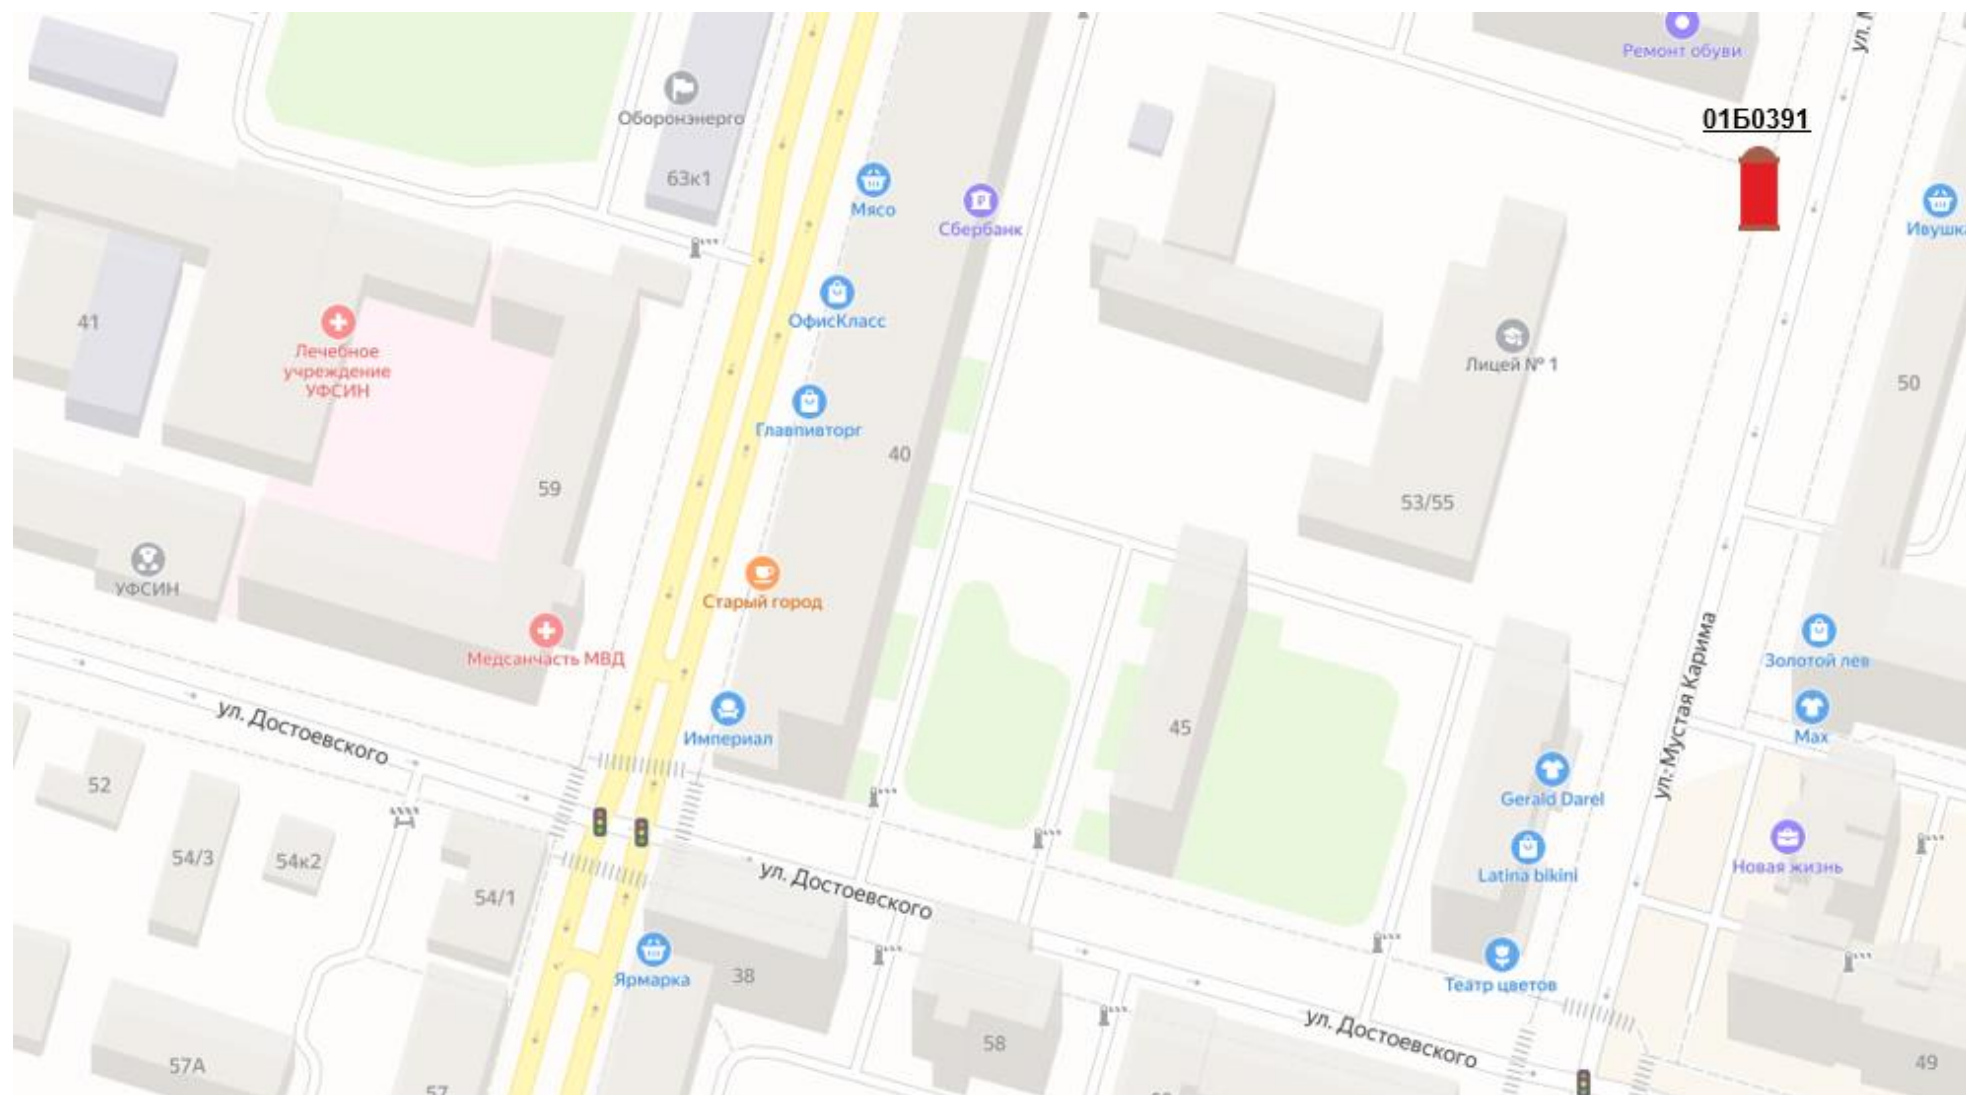 Ремонт обуви
ул. М
01Б0391
Оборонэнерго
63к1
Мясо
Сбербанк
Ивушка
ОфисКласс
41
Лечебное
учреждение
УФСИН
Лицей № 1
50
Главпивторг
40
59
53/55
УФСИН
Старый город
Медсанчасть МВД
Золотой лев
ул. Мустая Карима
ул. Достоевского
Империал
45
Max
52
Gerald Darel
54/3
54к2
54/1
ул. Достоевского
Latina bikini
Новая жизнь
Ярмарка
38
Театр цветов
58
ул. Достоевского
57А
57
49